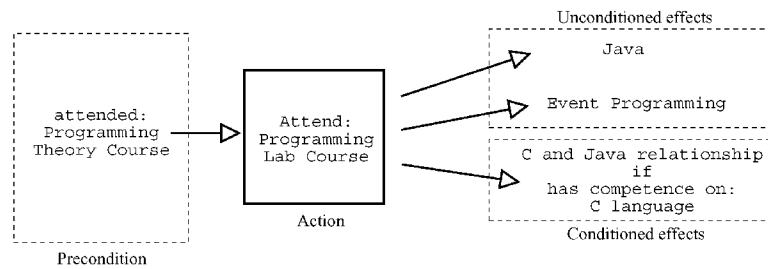 Unconditioned effects
Java
Event Programming
attended:
Programming
Theory Course
Attend:
Programming
Lab Course
C and Java relationship
if
has competence on:
C language
Action
Conditioned effects
Precondition